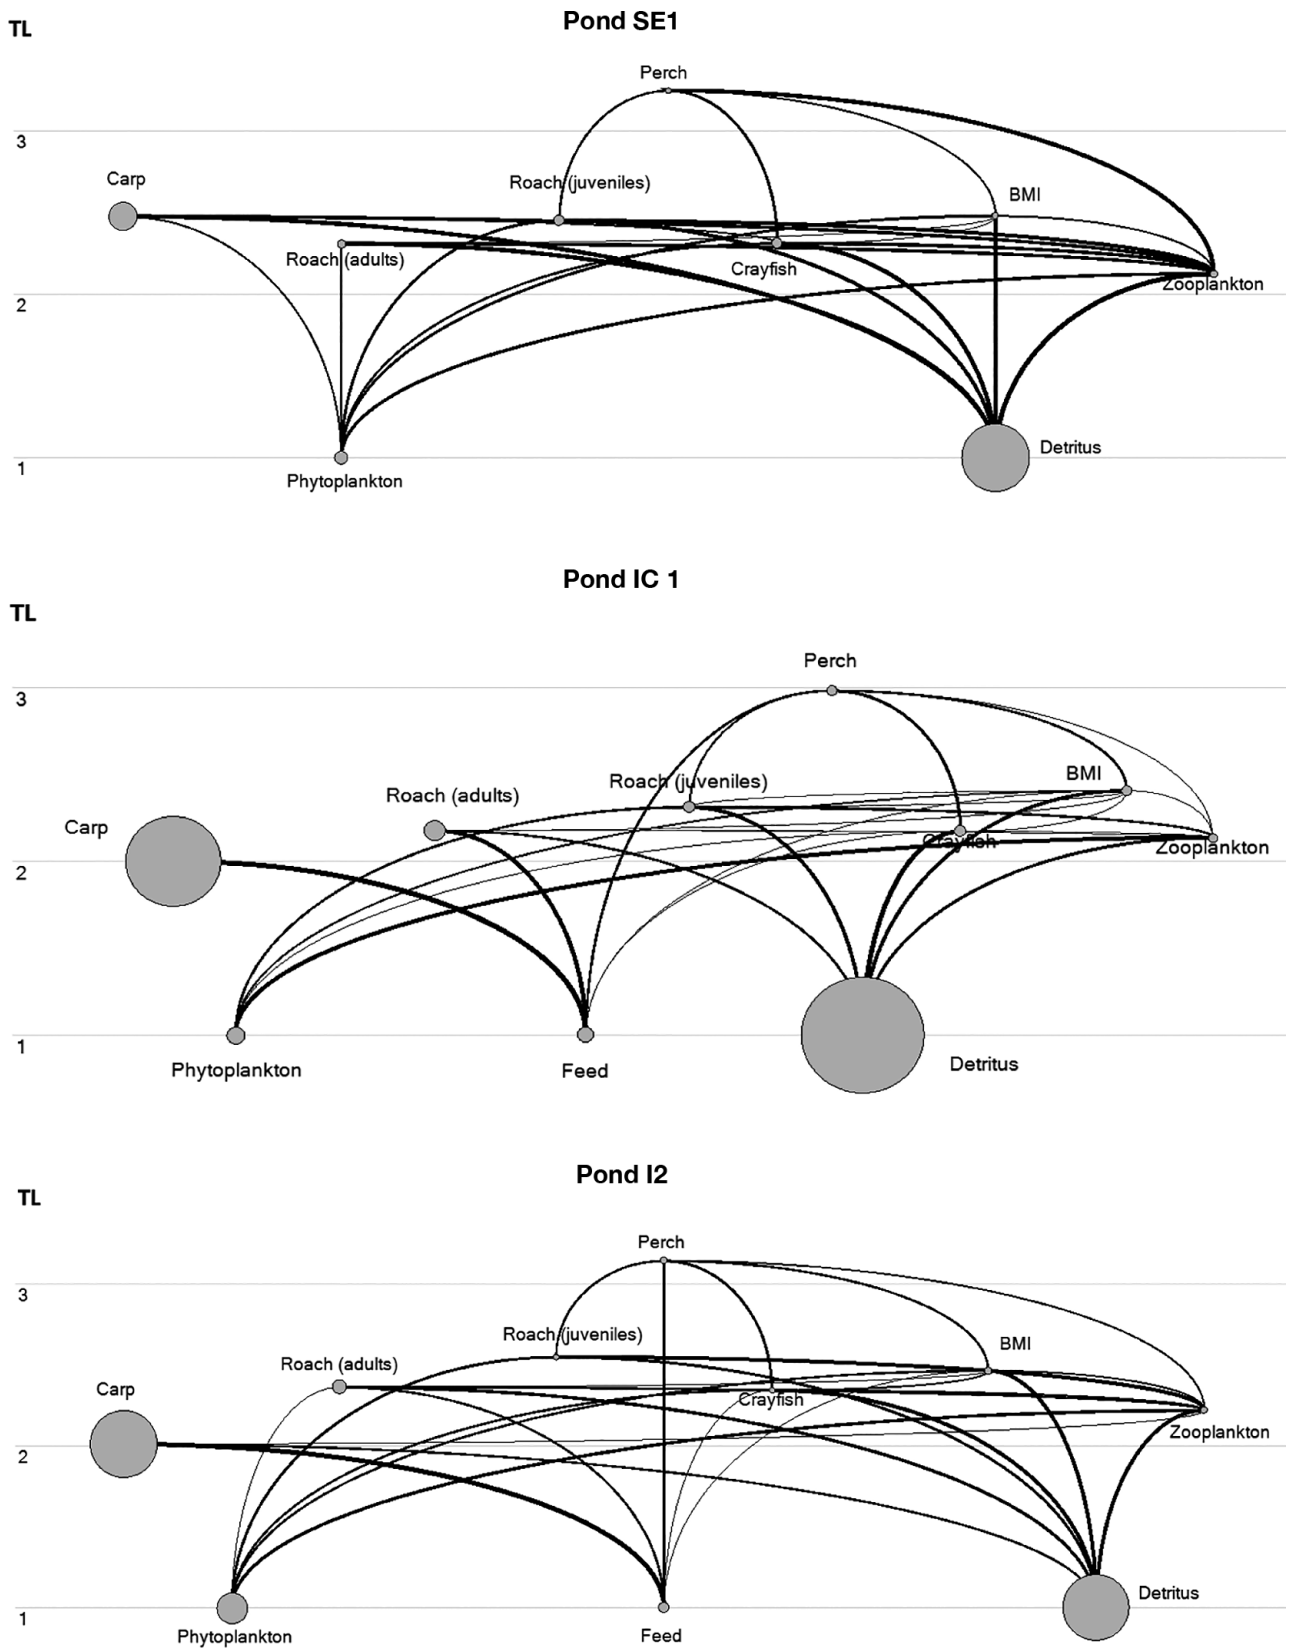 Pond SE1
TL
Perch
3
Carp
Roach (juveniles)
BMI
Roach (adults)
Crayfish
Zooplankton
2
Detritus
1
Phytoplankton
Pond IC 1
TL
Perch
3
Roach (juveniles)
BMI
Roach (adults)
Carp
Crayfish
Zooplankton
2
1
Phytoplankton
Feed
Detritus
Pond I2
TL
Perch
3
Roach (juveniles)
BMI
Roach (adults)
Carp
Crayfish
Zooplankton
2
Detritus
1
Phytoplankton
Feed